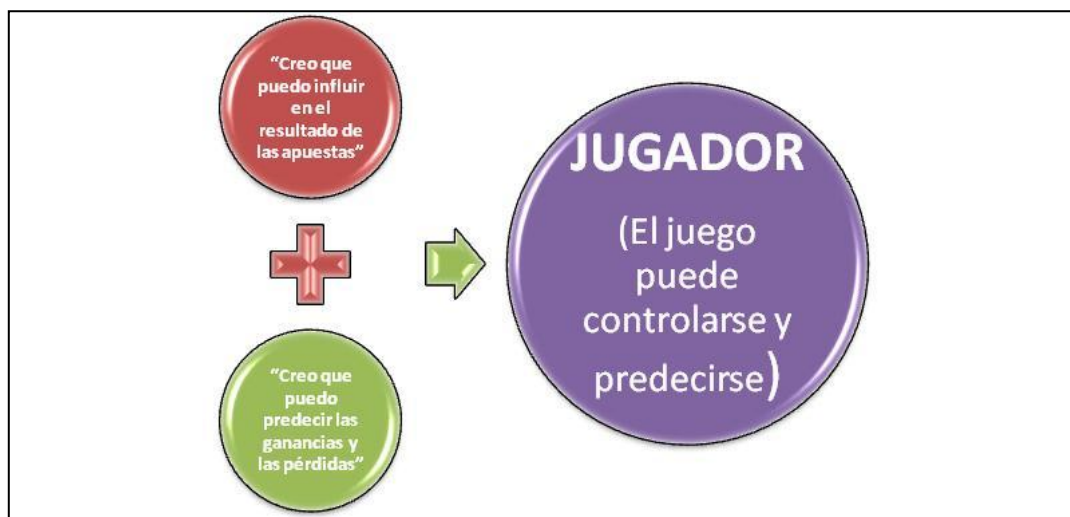 “Creo que
puedo influir
en el
resultado de
las apuestas”
“Creo que
puedo
predecir las
ganancias y
las pérdidas”
JUGADOR
(El juego
puede
controlarse y
predecirse)